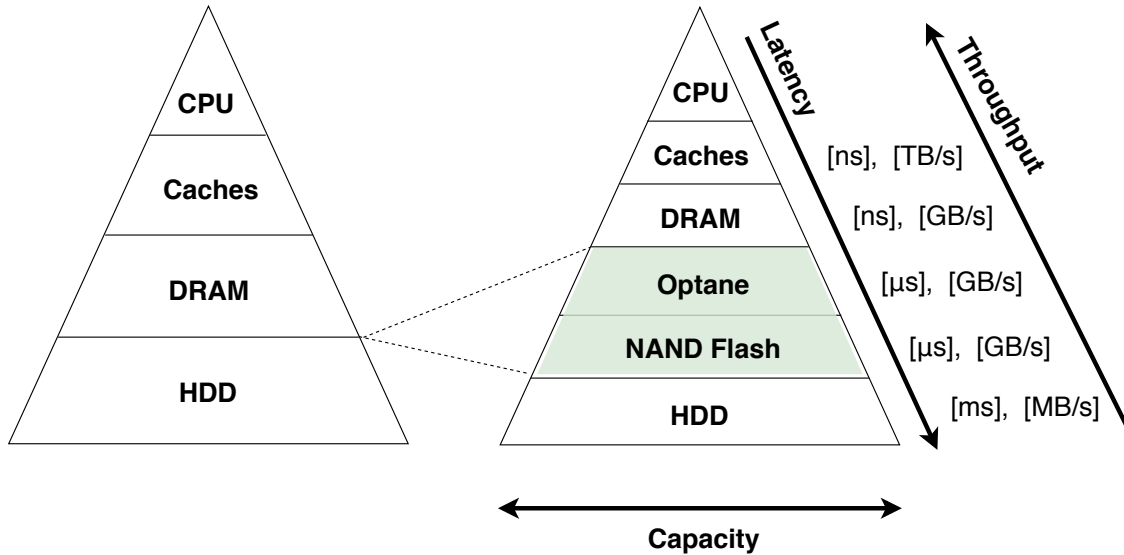 CPU
Caches
DRAM
HDD
CPU
Caches
DRAM
Optane
NAND Flash
HDD
Latency
Throughput
[ns], [TB/s]
[ns], [GB/s]
[µs], [GB/s]
[µs], [GB/s]
[ms], [MB/s]
Capacity